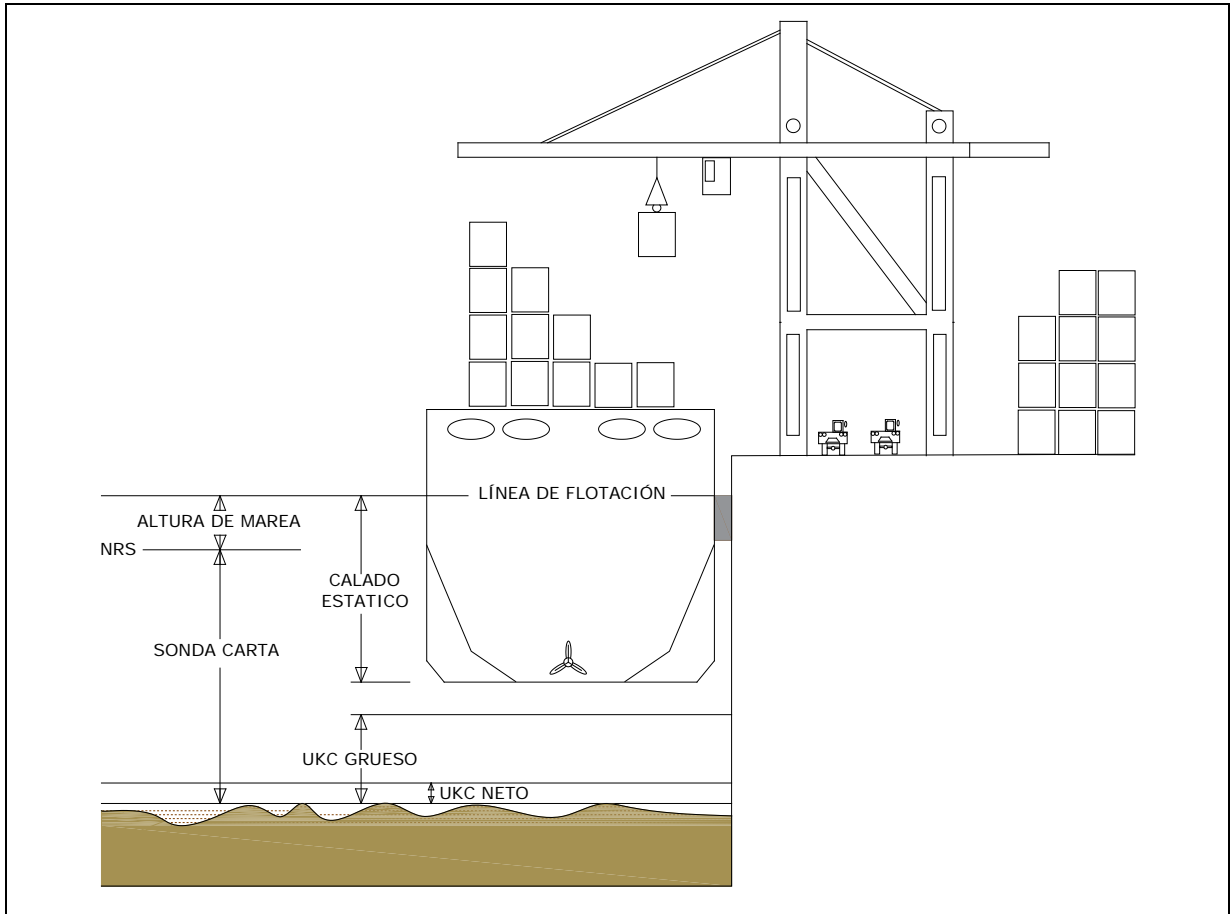 LÍNEA DE FLOTACIÓN
ALTURA DE MAREA
NRS
CALADO
ESTATICO
SONDA CARTA
UKC GRUESO
UKC NETO